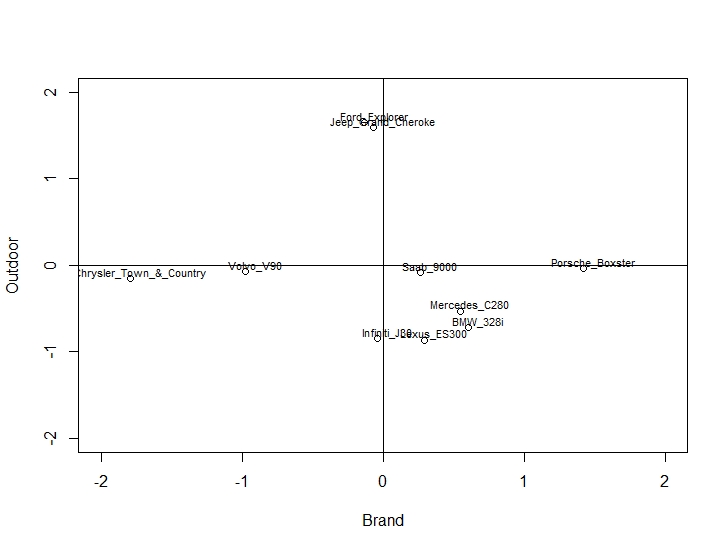 2
Ford_Explorer
Jeep_Grand_Cheroke
1
Outdoor
0
Volvo_V90
Saab_9000
Porsche_Boxster
Chrysler_Town_&_Country
Mercedes_C280
BMW_328i
Infiniti_J30
Lexus_ES300
-1
-2
-2 -1 0 1 2
Brand